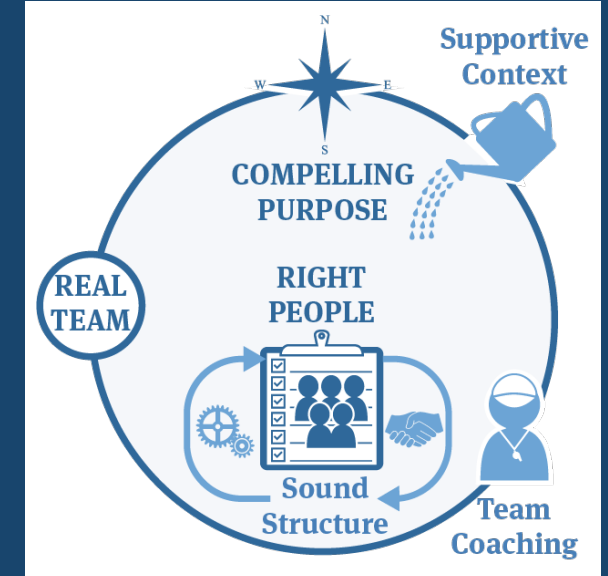 N
Supportive
Context
W
E
S
COMPELLING
PURPOSE
REAL
TEAM
RIGHT
PEOPLE
Sound
Structure
Team
Coaching